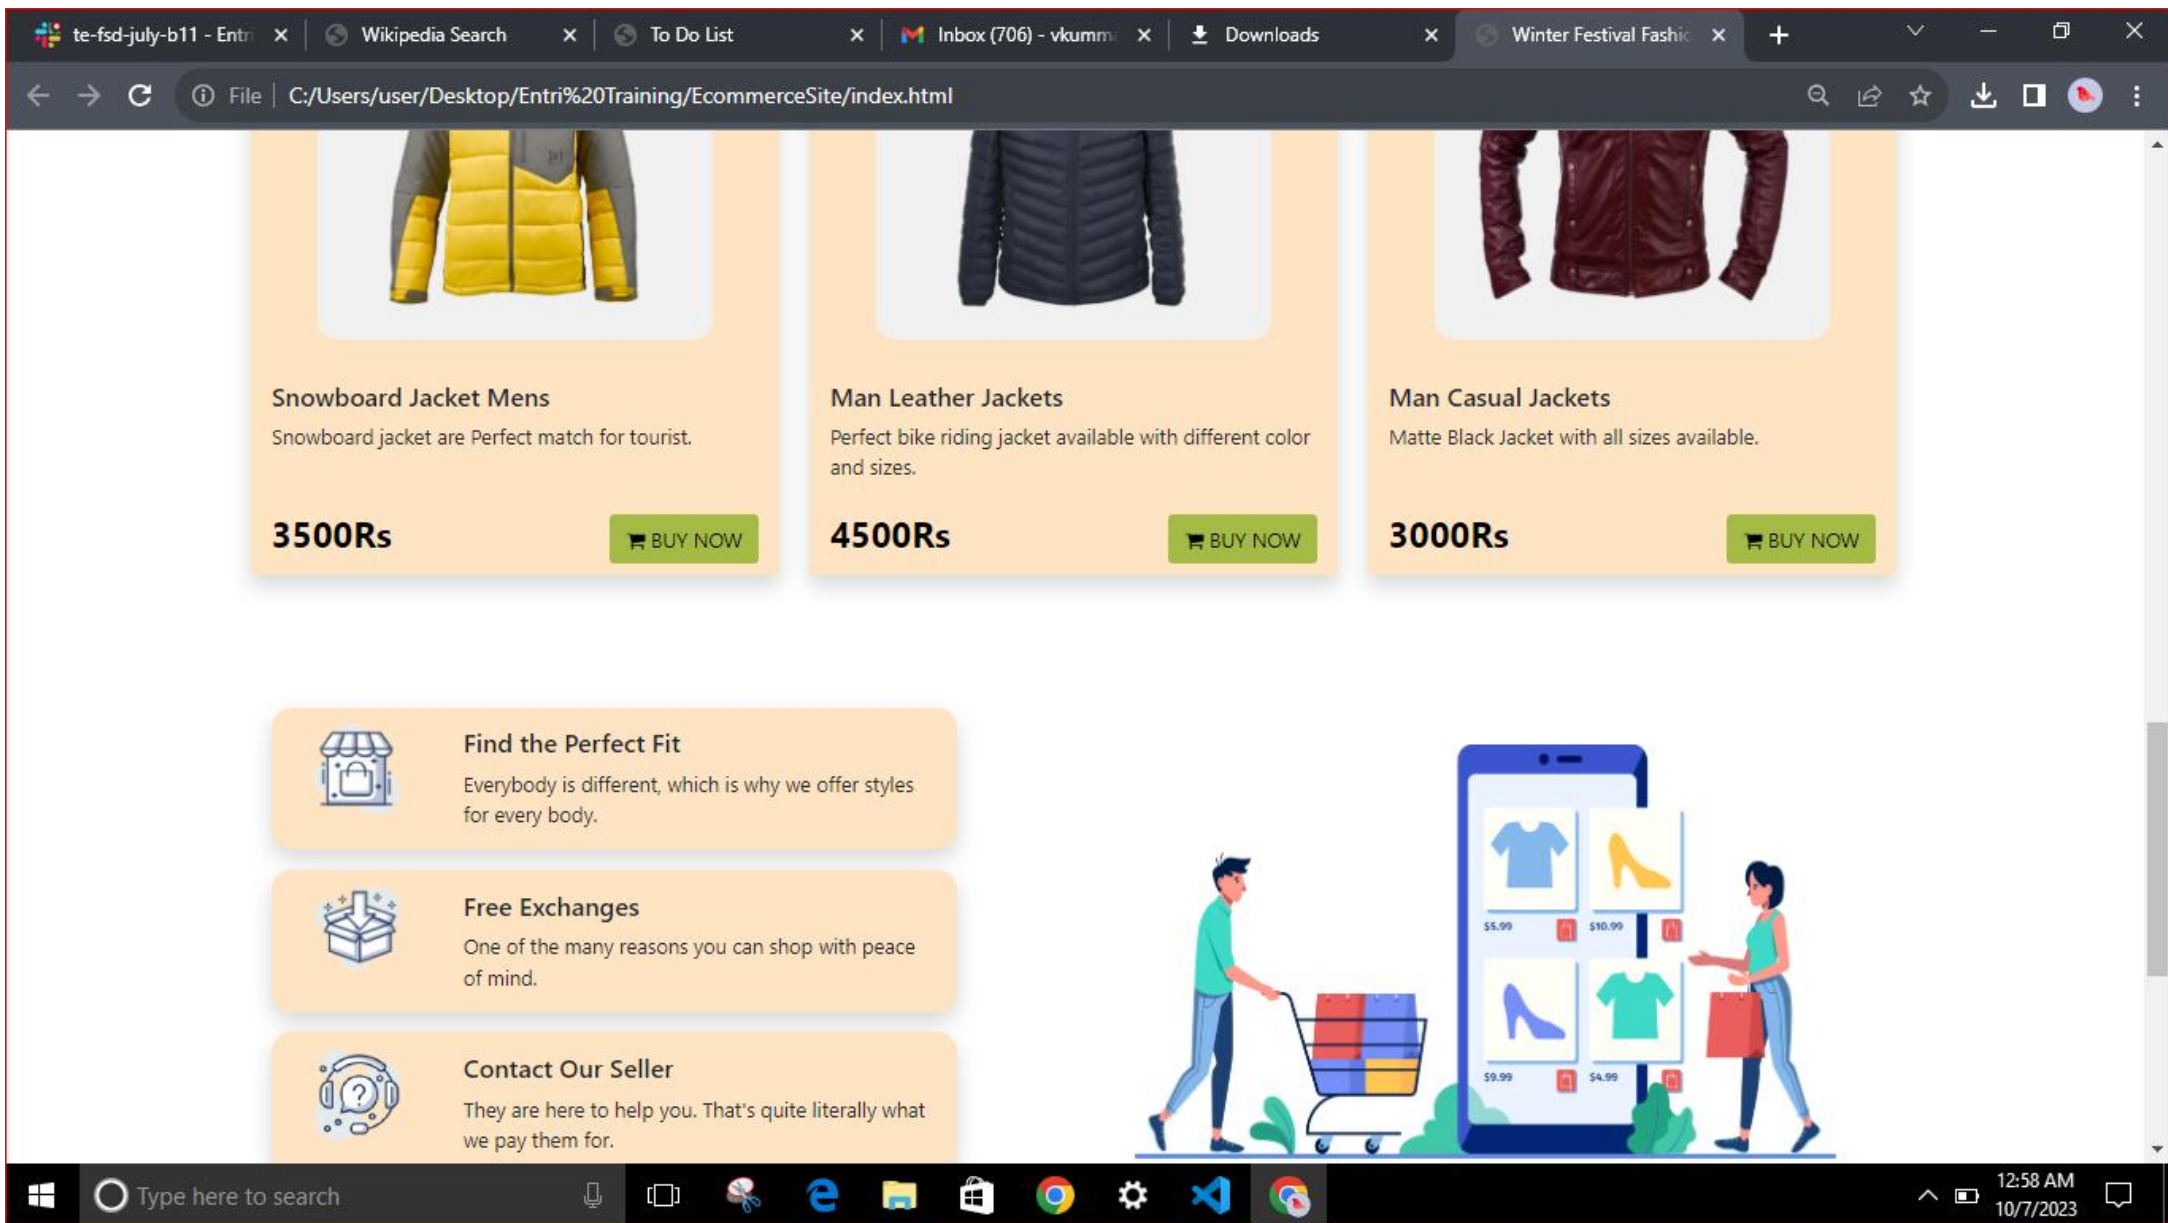 te-fsd-july-b11 - Entri
Wikipedia Search
To Do List
Inbox (706) - vkumm
Downloads
Winter Festival Fashic
File
C:/Users/user/Desktop/Entri%20Training/EcommerceSite/index.html
Snowboard Jacket Mens
Snowboard jacket are Perfect match for tourist.
3500Rs
BUY NOW
Man Leather Jackets
Perfect bike riding jacket available with different color
and sizes.
4500Rs
BUY NOW
Man Casual Jackets
Matte Black Jacket with all sizes available.
3000Rs
BUY NOW
Find the Perfect Fit
Everybody is different, which is why we offer styles
for every body.
Free Exchanges
One of the many reasons you can shop with peace
of mind.
Contact Our Seller
They are here to help you. That's quite literally what
we pay them for.
$5.99
$10.99
$9.99
$4.99
Type here to search
12:58 AM
10/7/2023